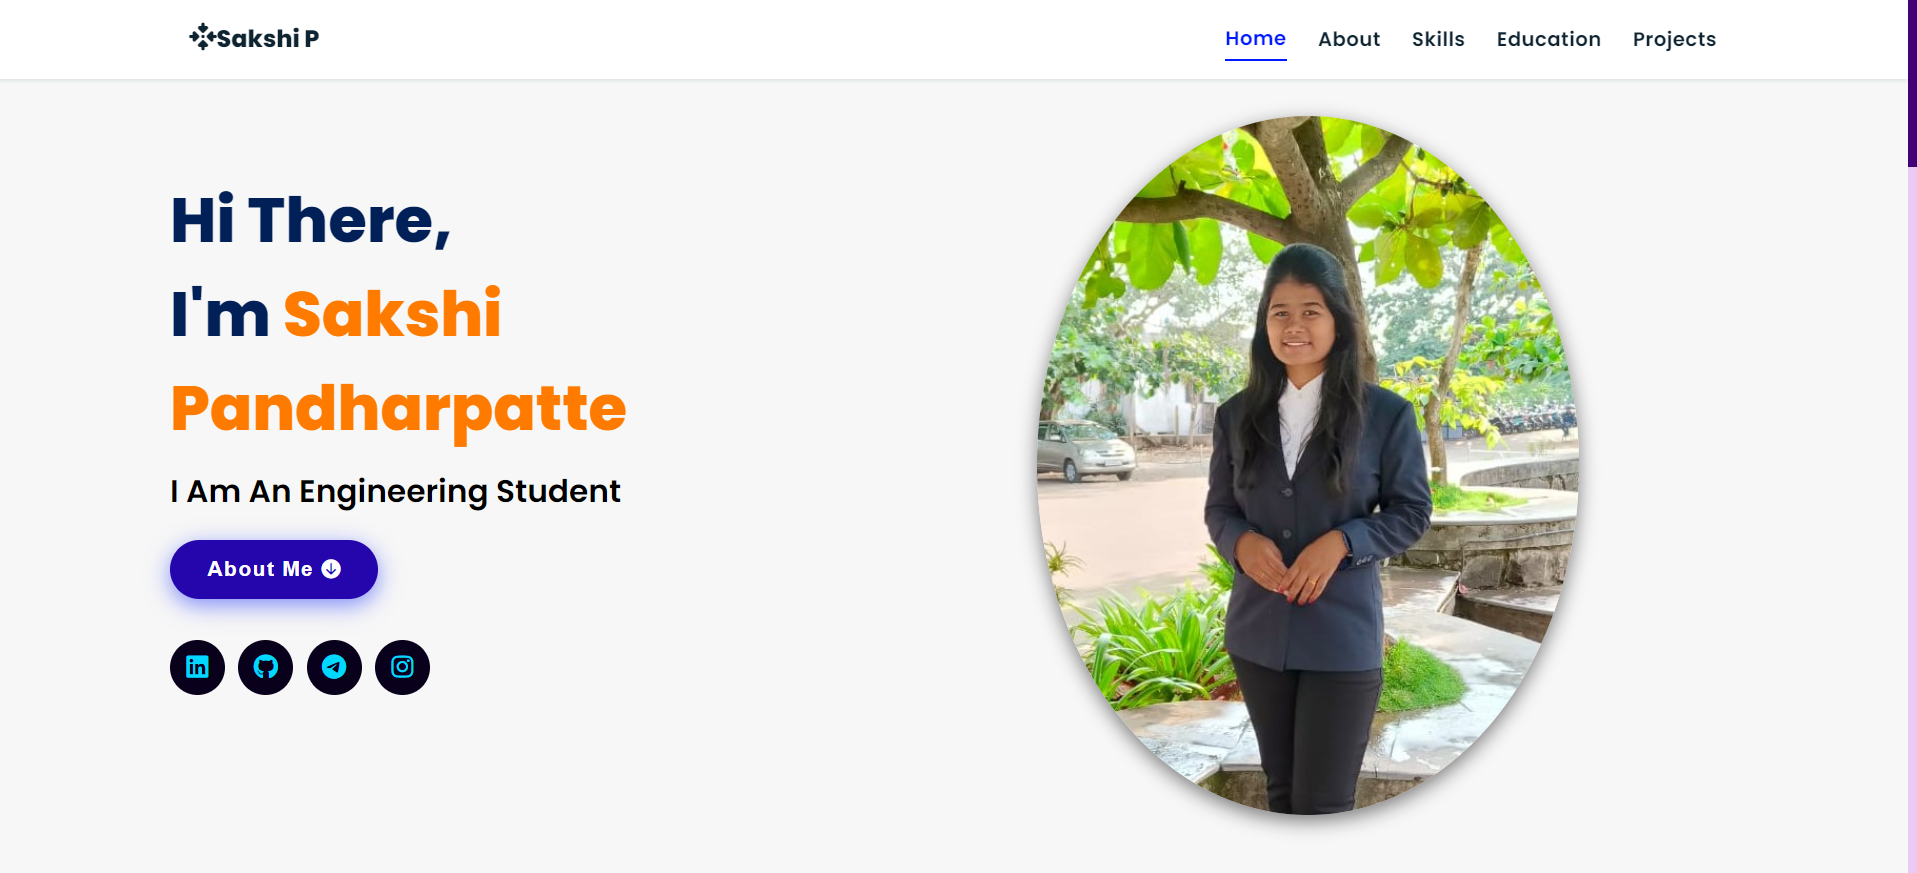 Sakshi P
Home About Skills Education Projects
Hi There,
I'm Sakshi
Pandharpatte
I Am An Engineering Student
About Me